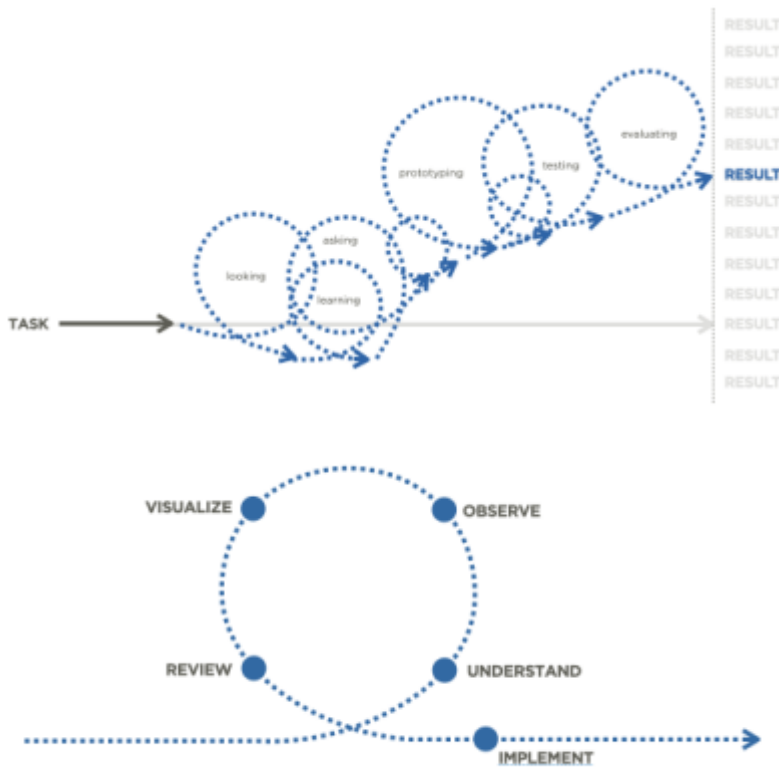 RESULT
RESULT
RESULT
RESULT
evaluating
RESULT
testing
prototyping
RESULT
RESULT
asking
RESULT
RESULT
looking
RESULT
learning
TASK
RESULT
RESULT
RESULT
VISUALIZE
OBSERVE
REVIEW
UNDERSTAND
IMPLEMENT